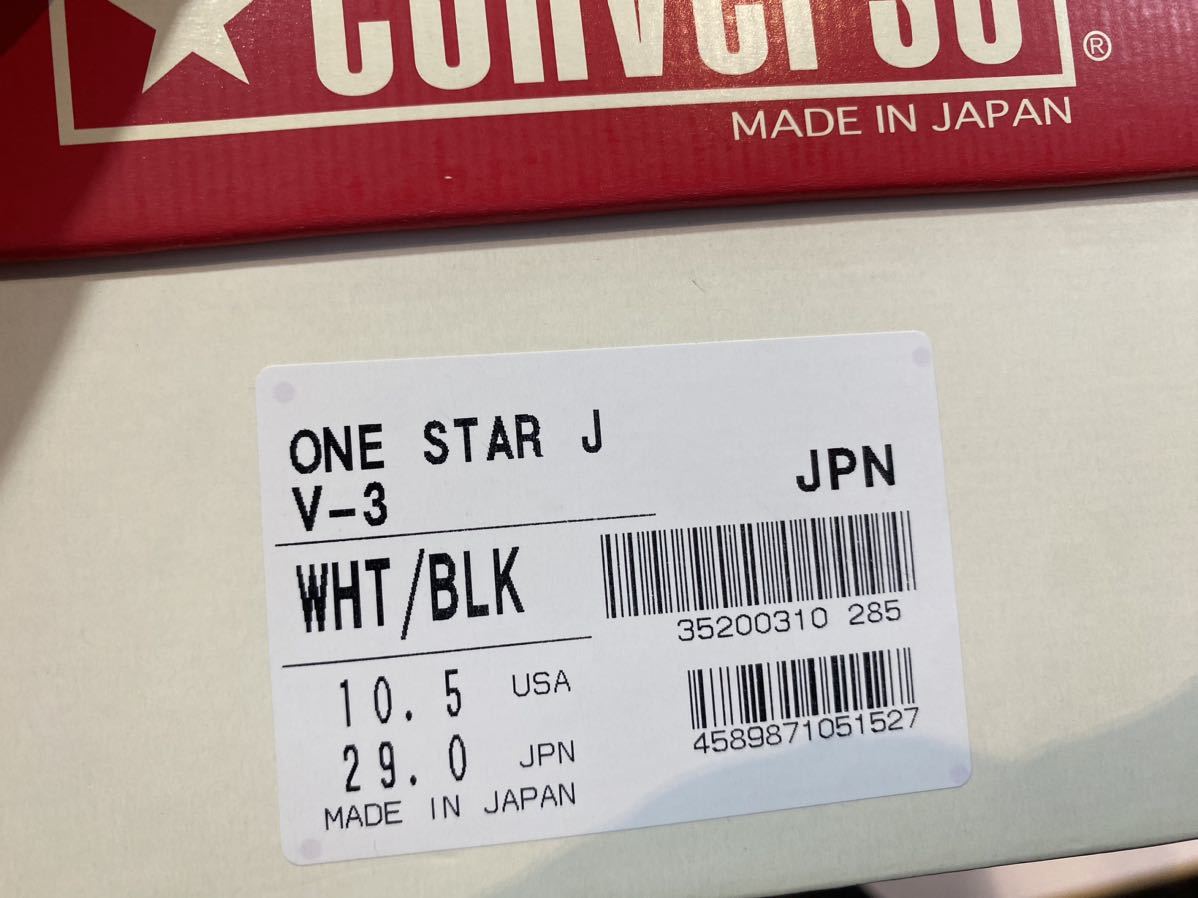 converse ®
MADE IN JAPAN
ONE STAR J
V-3
JPN
WHT/BLK
35200310 285
10.5 USA
29.0 JPN
4589871051527
MADE IN JAPAN